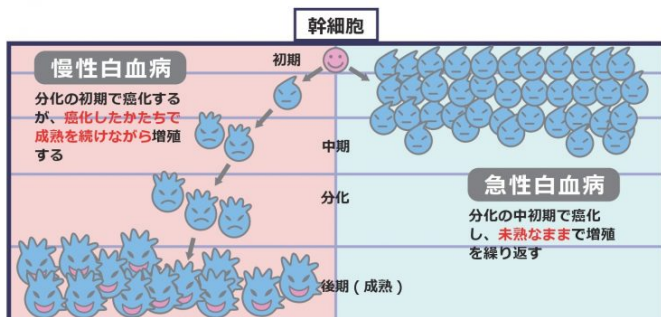 幹細胞
慢性白血病
分化の初期で癌化する
が、癌化したかたちで
成熟を続けながら増殖
する
初期
中期
分化
後期 ( 成熟 )
急性白血病
分化の中初期で癌化
し、未熟なままで増殖
を繰り返す